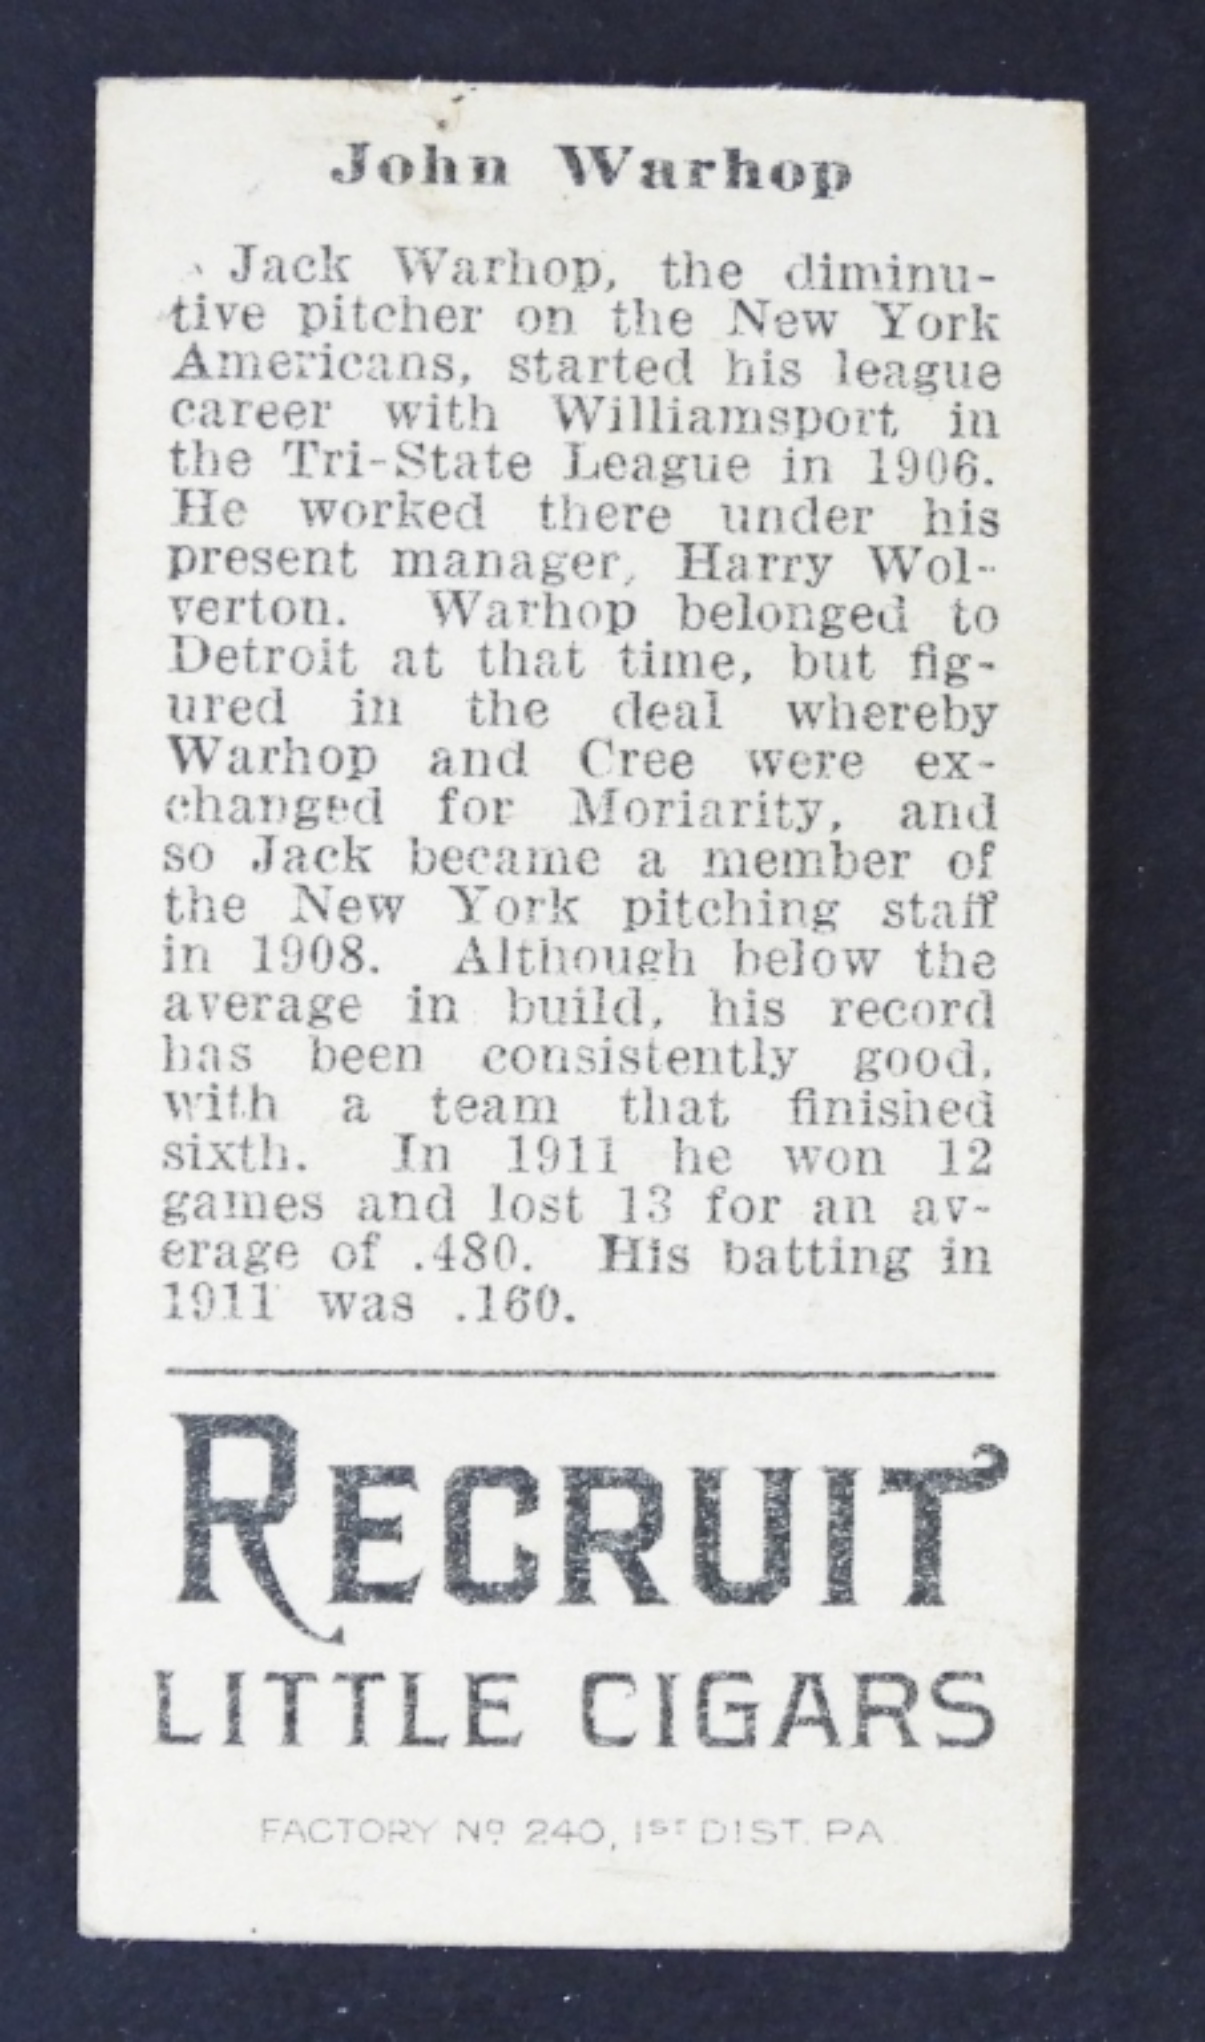 John Warhop
Jack Warhop, the diminu-
tive pitcher on the New York
Americans, started his league
career with Williamsport in
the Tri-State League in 1906.
He worked there under his
present manager, Harry Wol-
verton. Warhop belonged to
Detroit at that time, but fig-
ured in the deal whereby
Warhop and Cree were ex-
changed for Moriarity, and
so Jack became a member of
the New York pitching staff
in 1908. Although below the
average in build, his record
has been consistently good,
with a team that finished
sixth. In 1911 he won 12
games and lost 13 for an av-
erage of .480. His batting in
1911 was .160.
RECRUIT
LITTLE CIGARS
FACTORY Nº 240, 1ST DIST. PA.